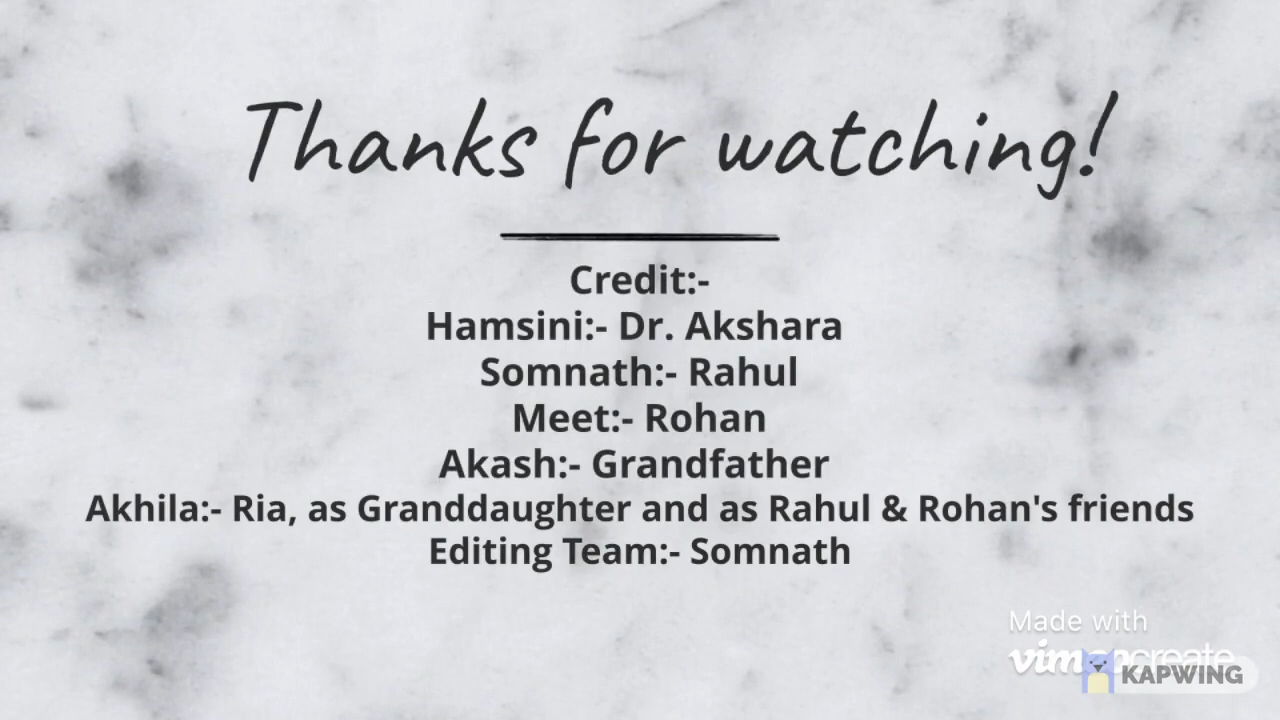 Thanks for watching!
Credit:-
Hamsini:- Dr. Akshara
Somnath:- Rahul
Meet:- Rohan
Akash:- Grandfather
Akhila:- Ria, as Granddaughter and as Rahul & Rohan's friends
Editing Team:- Somnath
Made with
vimeocreate
KAPWING